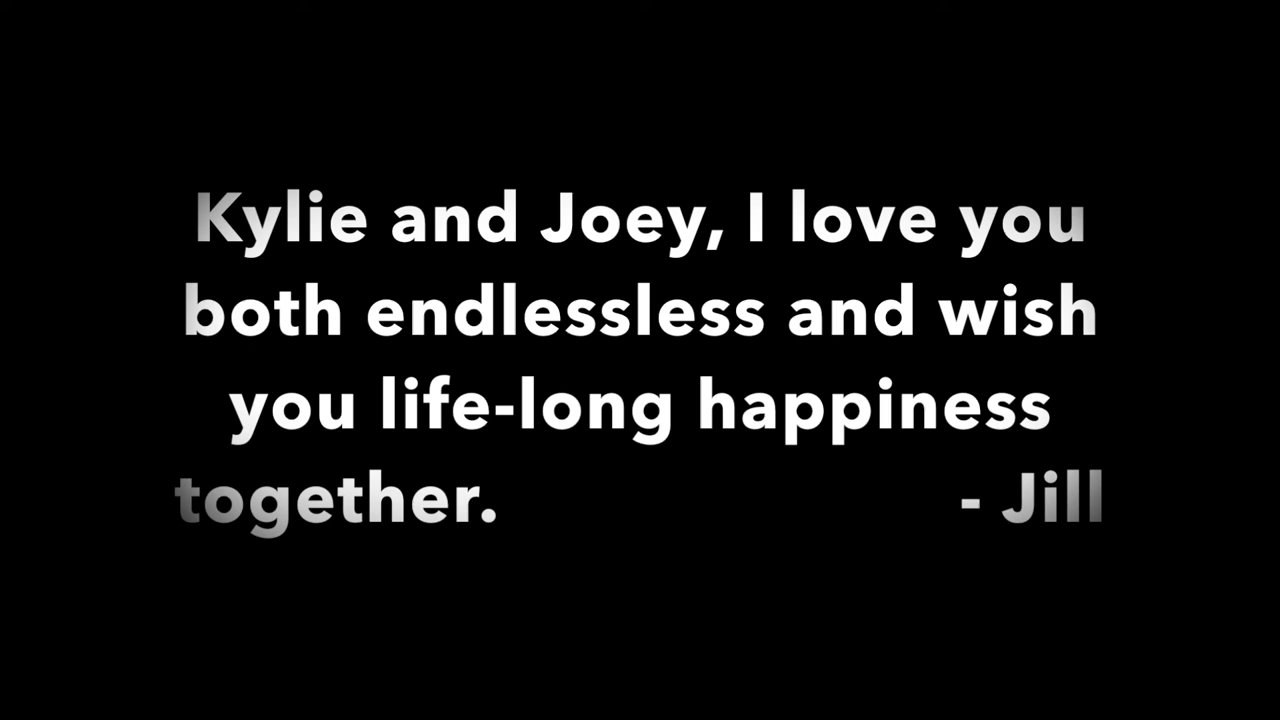 Kylie and Joey, I love you
both endlessless and wish
you life-long happiness
together. - Jill